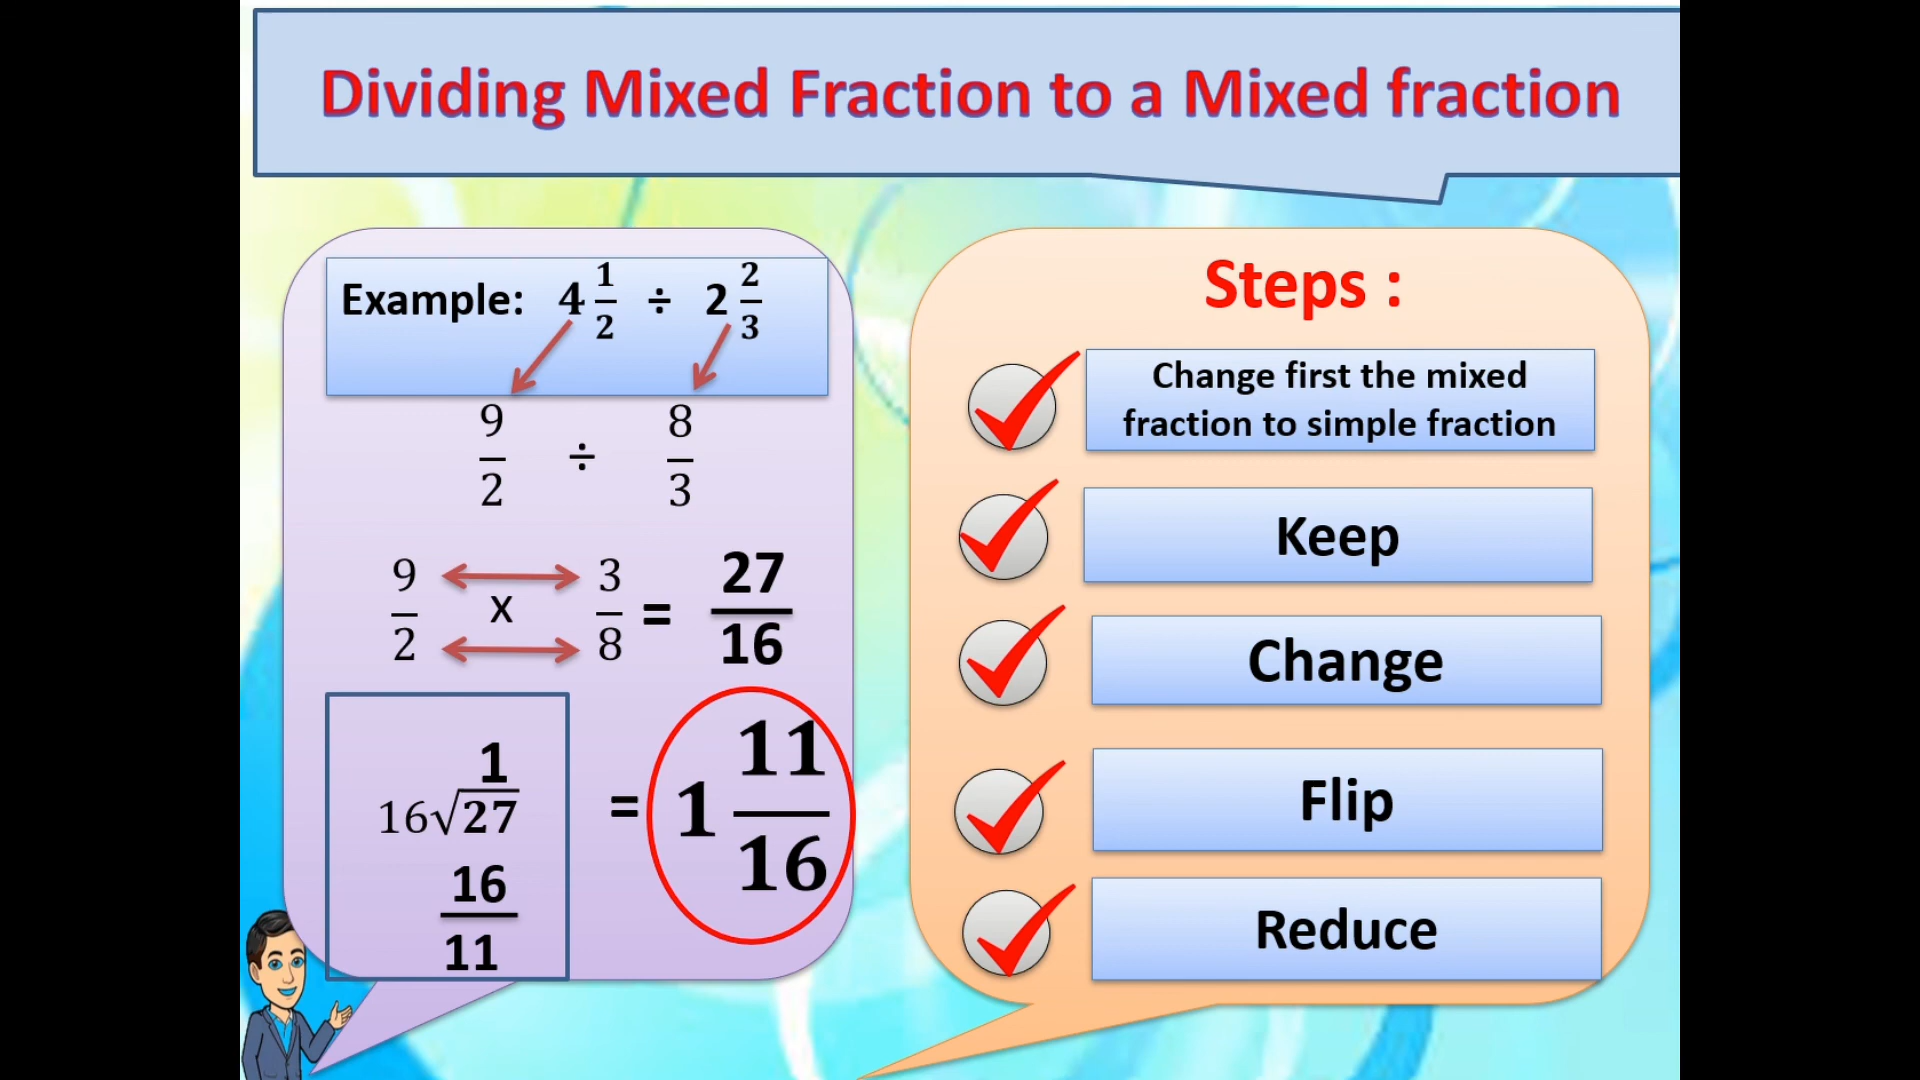 Dividing Mixed Fraction to a Mixed fraction
Example: 4 1/2 ÷ 2 2/3
9/2 ÷ 8/3
9/2 x 3/8 = 27/16
1
16√27
16
11
= 1 11/16
Steps :
Change first the mixed
fraction to simple fraction
Keep
Change
Flip
Reduce